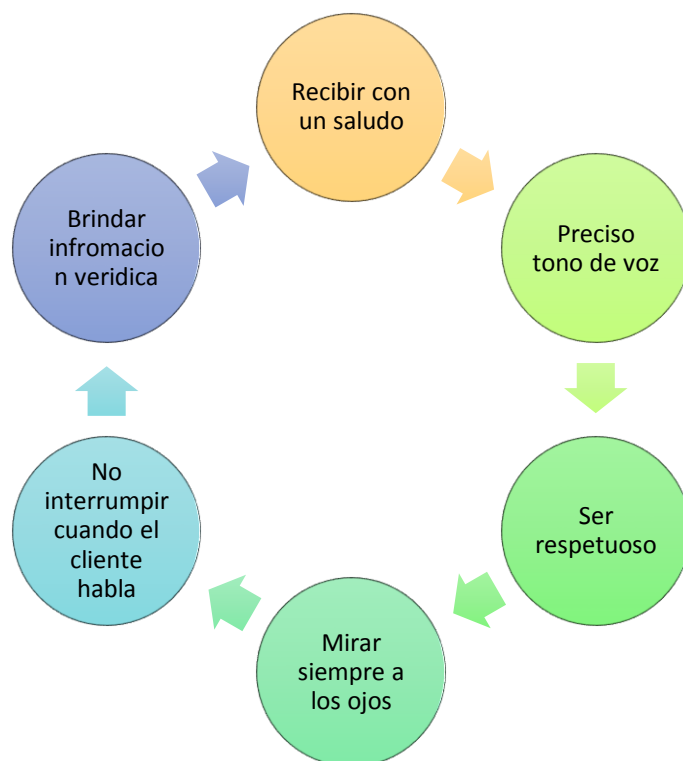 Recibir con
un saludo
Preciso
tono de voz
Ser
respetuoso
Mirar
siempre a
los ojos
No
interrumpir
cuando el
cliente
habla
Brindar
infromacio
n veridica